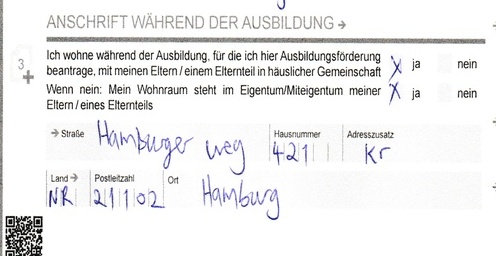 ANSCHRIFT WÄHREND DER AUSBILDUNG →
3
Ich wohne während der Ausbildung, für die ich hier Ausbildungsförderung
beantrage, mit meinen Eltern / einem Elternteil in häuslicher Gemeinschaft X ja nein
Wenn nein: Mein Wohnraum steht im Eigentum/Miteigentum meiner X ja nein
Eltern / eines Elternteils
→ Straße Hausnummer Adresszusatz
Hamburger weg 421 Kr
Land → Postleitzahl Ort
NR 21102 Hamburg